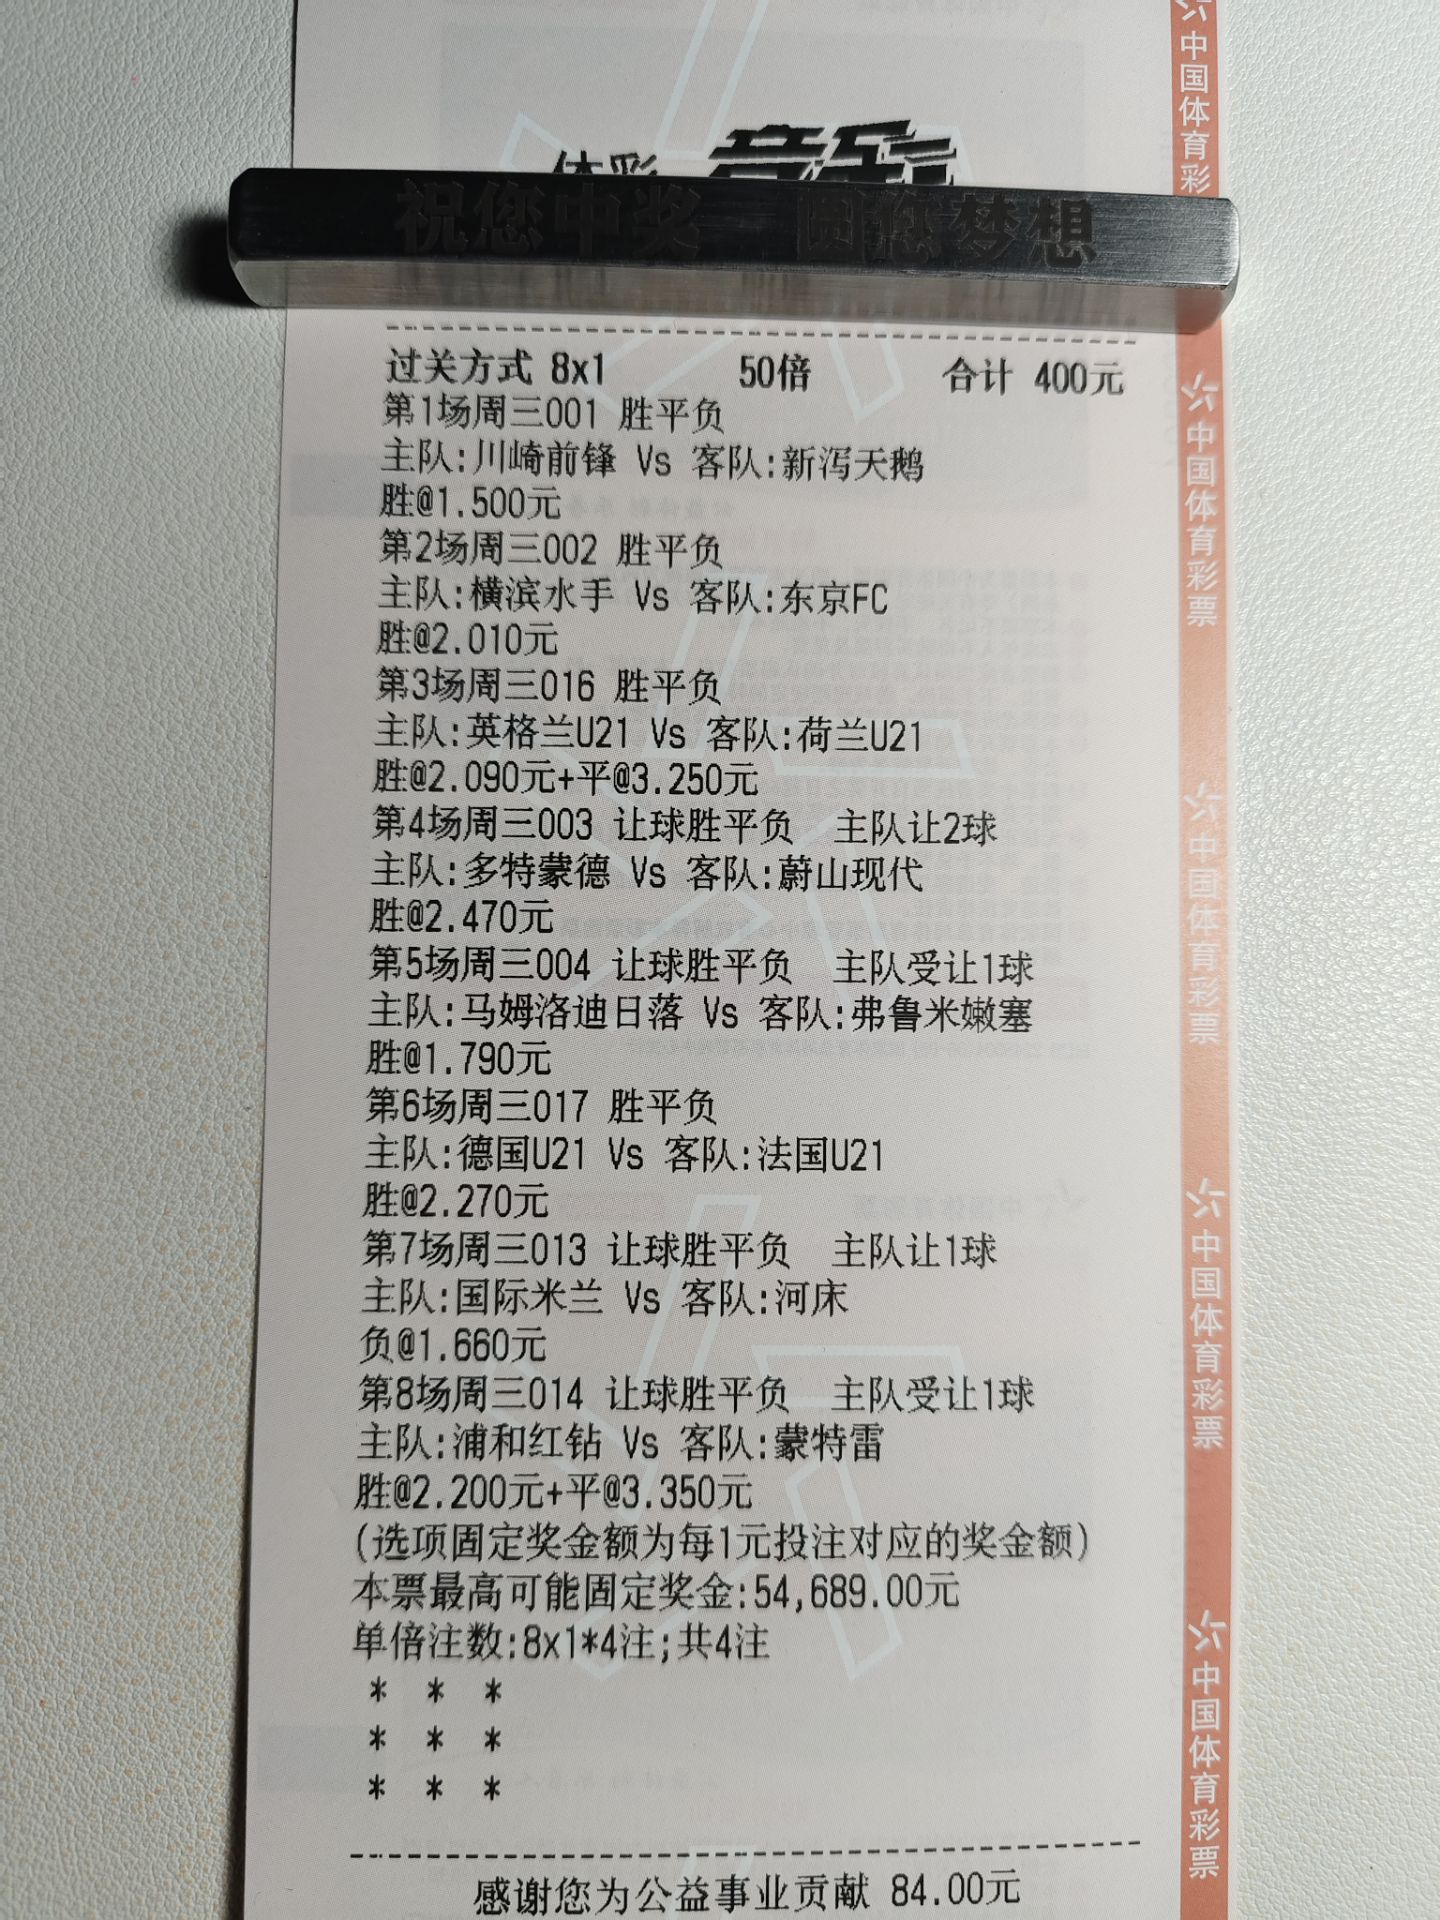 体彩 竞彩
祝您中奖 圆您梦想
过关方式 8x1 50倍 合计 400元
第1场周三001 胜平负
主队:川崎前锋 Vs 客队:新泻天鹅
胜@1.500元
第2场周三002 胜平负
主队:横滨水手 Vs 客队:东京FC
胜@2.010元
第3场周三016 胜平负
主队:英格兰U21 Vs 客队:荷兰U21
胜@2.090元+平@3.250元
第4场周三003 让球胜平负 主队让2球
主队:多特蒙德 Vs 客队:蔚山现代
胜@2.470元
第5场周三004 让球胜平负 主队受让1球
主队:马姆洛迪日落 Vs 客队:弗鲁米嫩塞
胜@1.790元
第6场周三017 胜平负
主队:德国U21 Vs 客队:法国U21
胜@2.270元
第7场周三013 让球胜平负 主队让1球
主队:国际米兰 Vs 客队:河床
负@1.660元
第8场周三014 让球胜平负 主队受让1球
主队:浦和红钻 Vs 客队:蒙特雷
胜@2.200元+平@3.350元
(选项固定奖金额为每1元投注对应的奖金额)
本票最高可能固定奖金:54,689.00元
单倍注数:8x1*4注;共4注
* * *
* * *
* * *
感谢您为公益事业贡献 84.00元
中国体育彩
中国体育彩票
中国体育彩票
中国体育彩票
中国体育彩票